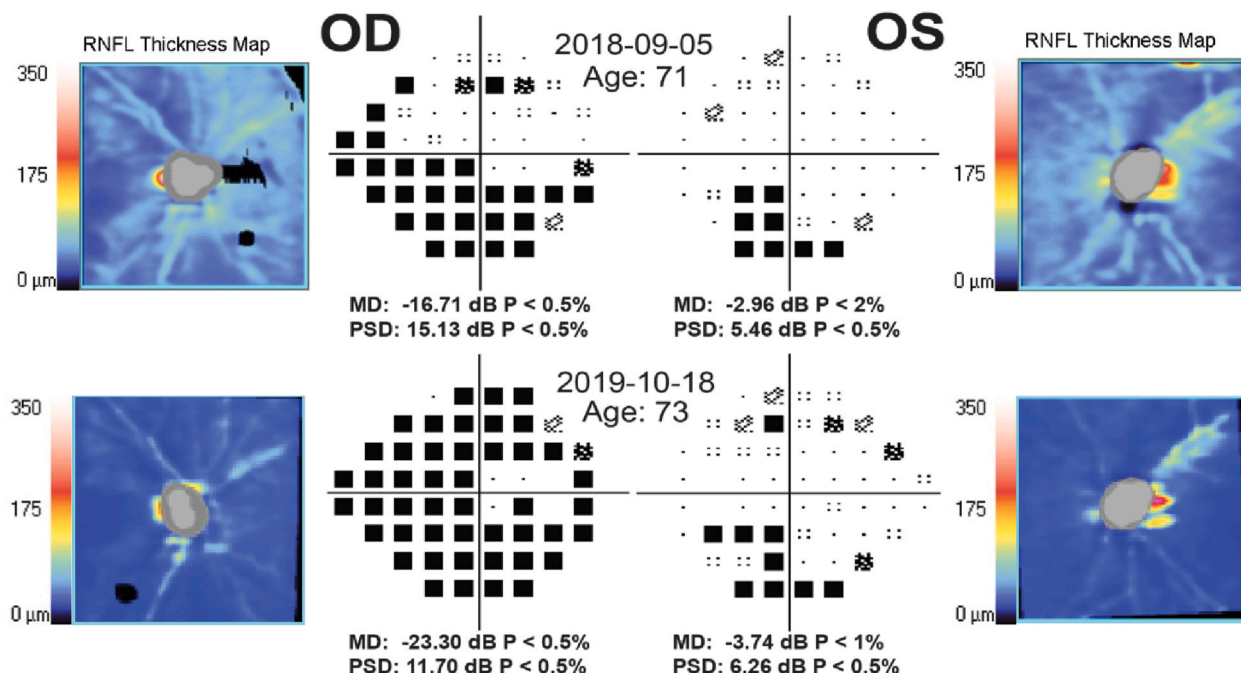 OD
2018-09-05
Age: 71
OS
RNFL Thickness Map
350
175
0 µm
MD: -16.71 dB P < 0.5%
PSD: 15.13 dB P < 0.5%
MD: -2.96 dB P < 2%
PSD: 5.46 dB P < 0.5%
RNFL Thickness Map
350
175
0 µm
2019-10-18
Age: 73
350
175
0 µm
MD: -23.30 dB P < 0.5%
PSD: 11.70 dB P < 0.5%
MD: -3.74 dB P < 1%
PSD: 6.26 dB P < 0.5%
350
175
0 µm